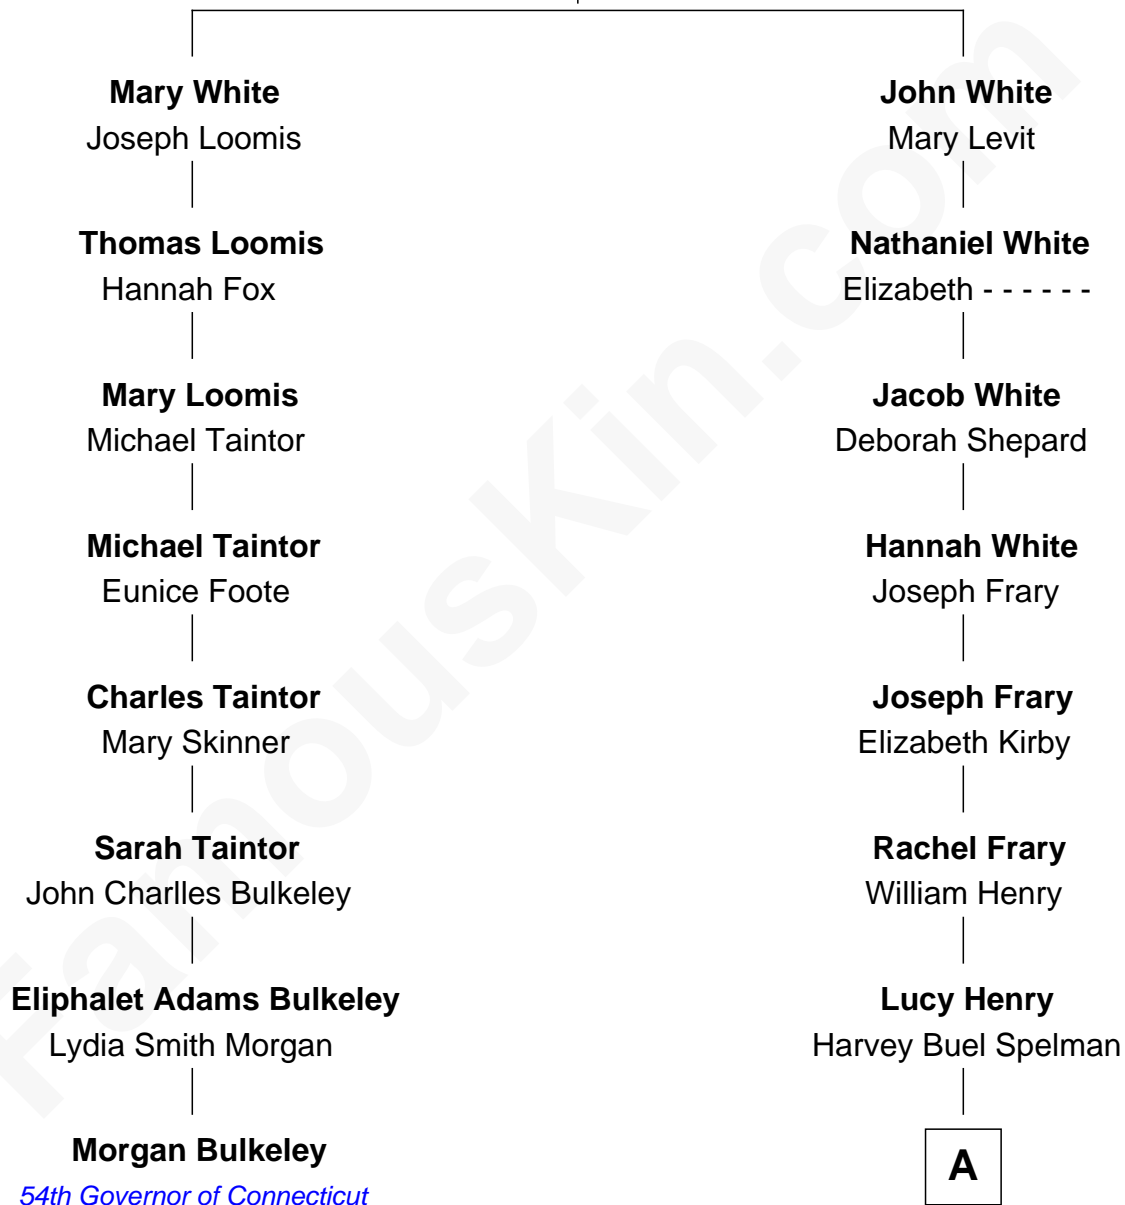 Mary White
Joseph Loomis
John White
Mary Levit
Thomas Loomis
Hannah Fox
Nathaniel White
Elizabeth - - - - - -
Mary Loomis
Michael Taintor
Jacob White
Deborah Shepard
Michael Taintor
Eunice Foote
Hannah White
Joseph Frary
Charles Taintor
Mary Skinner
Joseph Frary
Elizabeth Kirby
Sarah Taintor
John Charlles Bulkeley
Rachel Frary
William Henry
Eliphalet Adams Bulkeley
Lydia Smith Morgan
Lucy Henry
Harvey Buel Spelman
Morgan Bulkeley
54th Governor of Connecticut
A
FamousKin.com